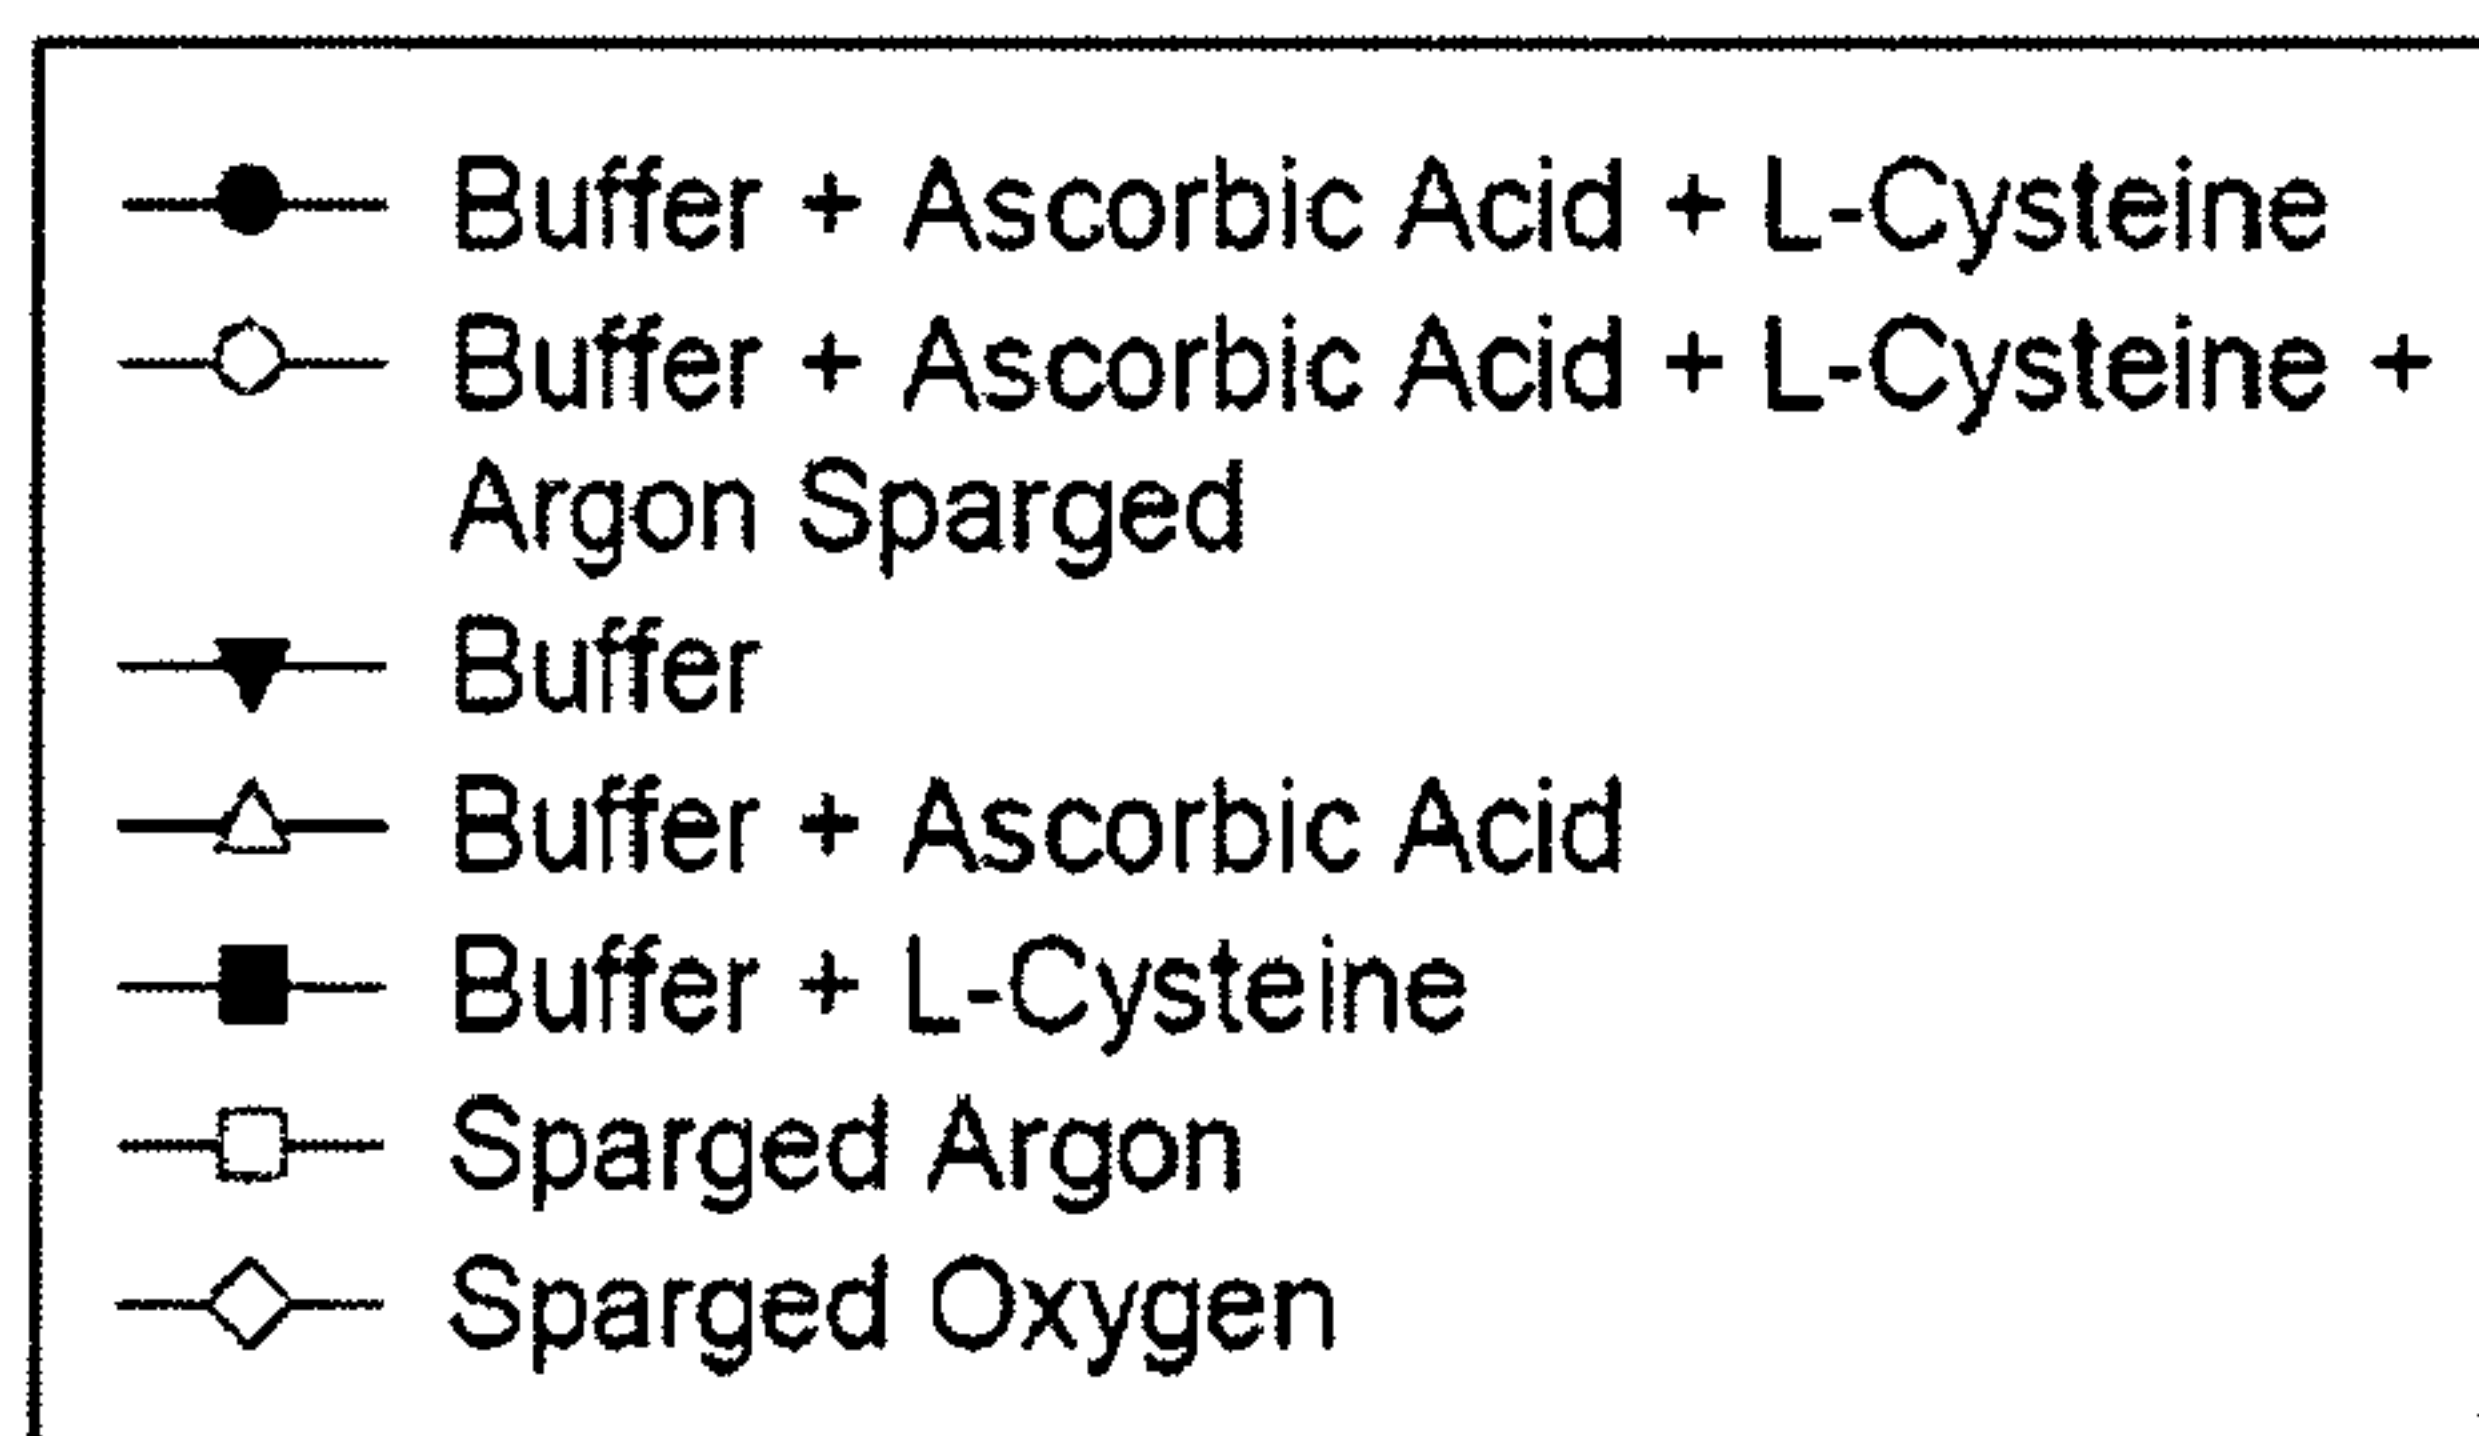 Buffer + Ascorbic Acid + L-Cysteine
Buffer + Ascorbic Acid + L-Cysteine +
Argon Sparged
Buffer
Buffer + Ascorbic Acid
Buffer + L-Cysteine
Sparged Argon
Sparged Oxygen